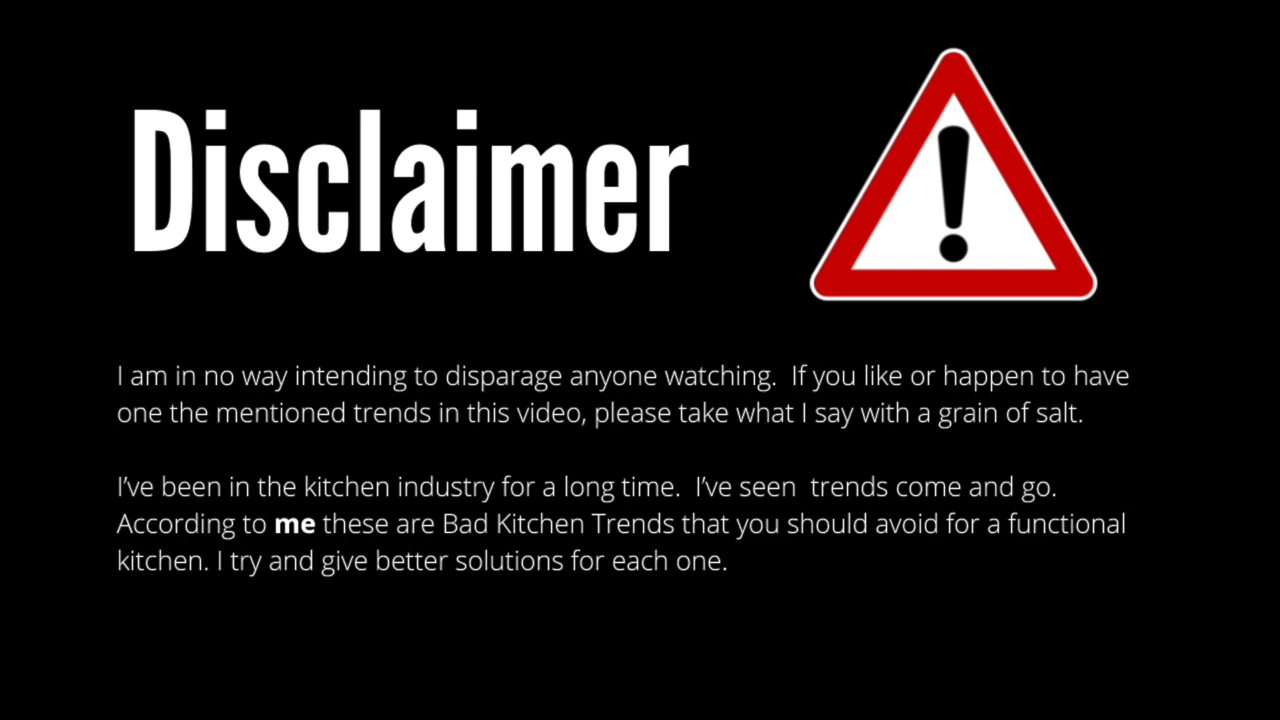 Disclaimer
I am in no way intending to disparage anyone watching.  If you like or happen to have
one the mentioned trends in this video, please take what I say with a grain of salt.
I’ve been in the kitchen industry for a long time.  I’ve seen  trends come and go.
According to me these are Bad Kitchen Trends that you should avoid for a functional
kitchen. I try and give better solutions for each one.